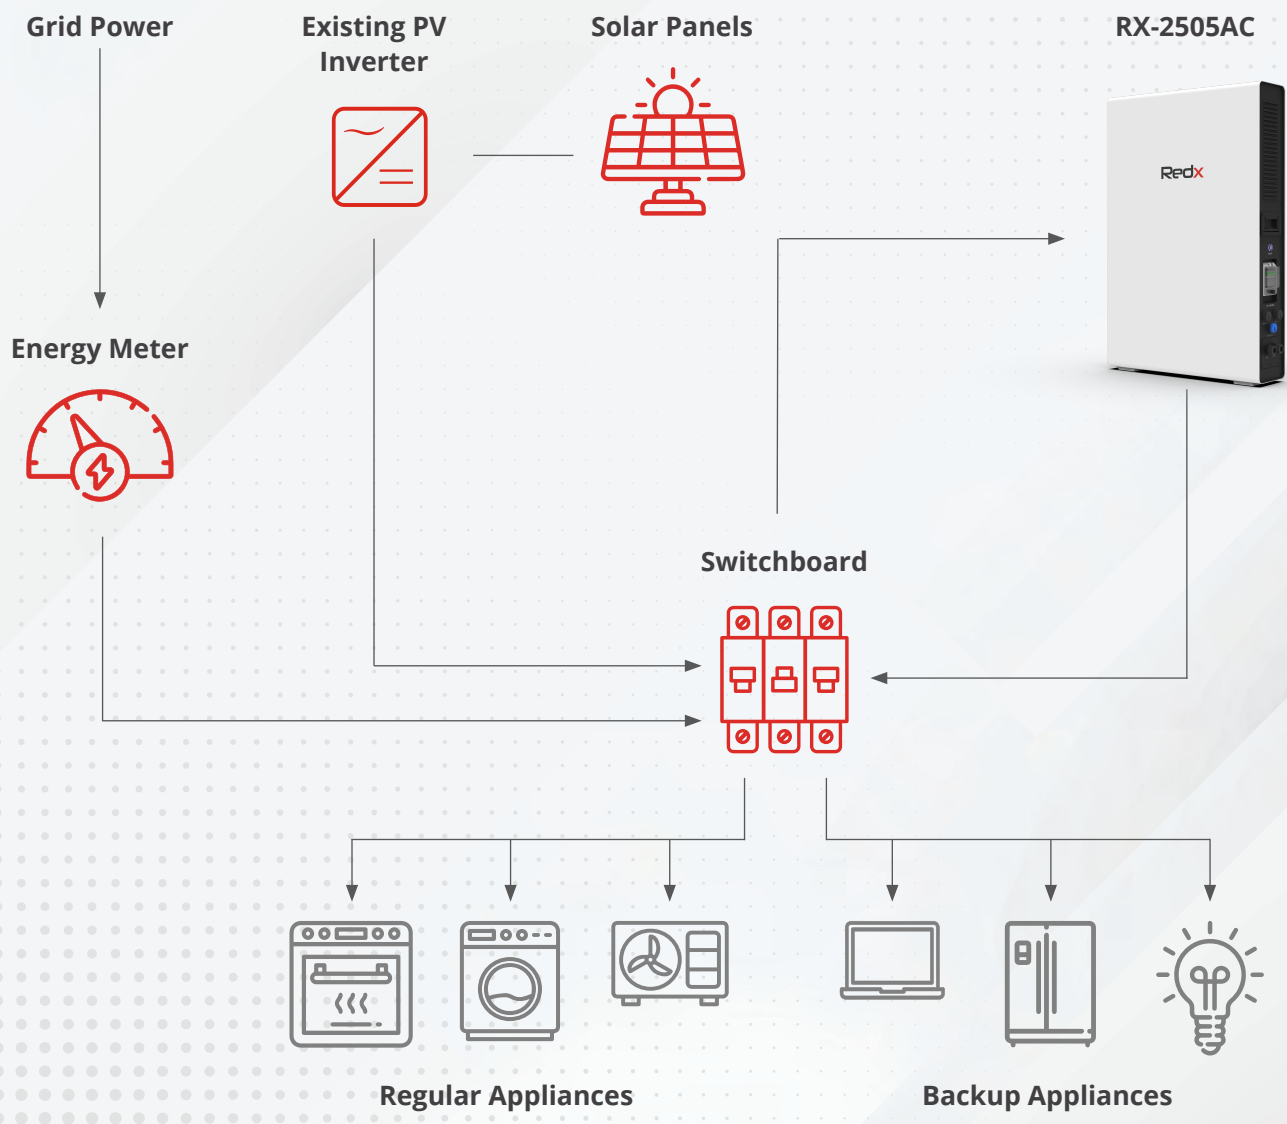 Grid Power
Existing PV
Inverter
Solar Panels
RX-2505AC
Redx
Energy Meter
Switchboard
Regular Appliances
Backup Appliances